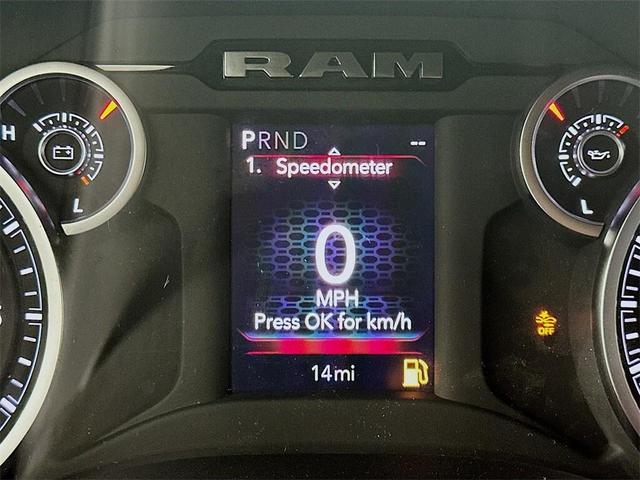 RAM
PRND --
1. Speedometer
H
L
L
0
MPH
Press OK for km/h
OFF
14mi